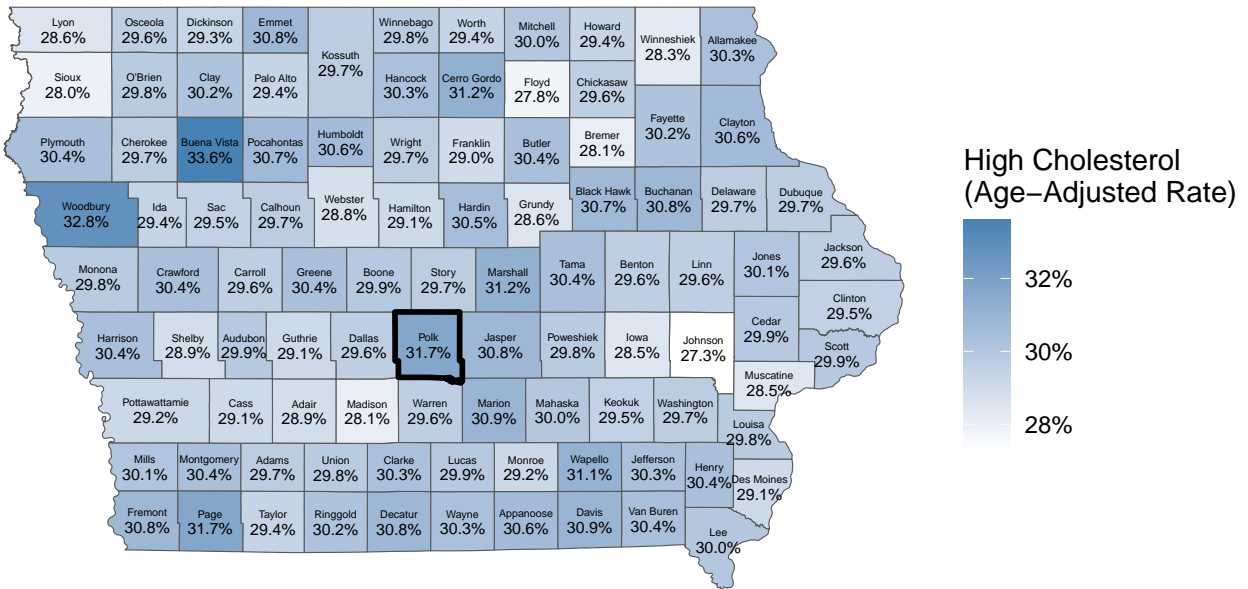 Lyon
28.6%
Osceola
29.6%
Dickinson
29.3%
Emmet
30.8%
Kossuth
29.7%
Winnebago
29.8%
Worth
29.4%
Mitchell
30.0%
Howard
29.4%
Winneshiek
28.3%
Allamakee
30.3%
Sioux
28.0%
O'Brien
29.8%
Clay
30.2%
Palo Alto
29.4%
Hancock
30.3%
Cerro Gordo
31.2%
Floyd
27.8%
Chickasaw
29.6%
Fayette
30.2%
Clayton
30.6%
Plymouth
30.4%
Cherokee
29.7%
Buena Vista
33.6%
Pocahontas
30.7%
Humboldt
30.6%
Wright
29.7%
Franklin
29.0%
Butler
30.4%
Bremer
28.1%
Woodbury
32.8%
Ida
29.4%
Sac
29.5%
Calhoun
29.7%
Webster
28.8%
Hamilton
29.1%
Hardin
30.5%
Grundy
28.6%
Black Hawk
30.7%
Buchanan
30.8%
Delaware
29.7%
Dubuque
29.7%
Monona
29.8%
Crawford
30.4%
Carroll
29.6%
Greene
30.4%
Boone
29.9%
Story
29.7%
Marshall
31.2%
Tama
30.4%
Benton
29.6%
Linn
29.6%
Jones
30.1%
Jackson
29.6%
Clinton
29.5%
Harrison
30.4%
Shelby
28.9%
Audubon
29.9%
Guthrie
29.1%
Dallas
29.6%
Polk
31.7%
Jasper
30.8%
Poweshiek
29.8%
Iowa
28.5%
Johnson
27.3%
Cedar
29.9%
Scott
29.9%
Muscatine
28.5%
Pottawattamie
29.2%
Cass
29.1%
Adair
28.9%
Madison
28.1%
Warren
29.6%
Marion
30.9%
Mahaska
30.0%
Keokuk
29.5%
Washington
29.7%
Louisa
29.8%
Mills
30.1%
Montgomery
30.4%
Adams
29.7%
Union
29.8%
Clarke
30.3%
Lucas
29.9%
Monroe
29.2%
Wapello
31.1%
Jefferson
30.3%
Henry
30.4%
Des Moines
29.1%
Fremont
30.8%
Page
31.7%
Taylor
29.4%
Ringgold
30.2%
Decatur
30.8%
Wayne
30.3%
Appanoose
30.6%
Davis
30.9%
Van Buren
30.4%
Lee
30.0%
High Cholesterol
(Age−Adjusted Rate)
32%
30%
28%